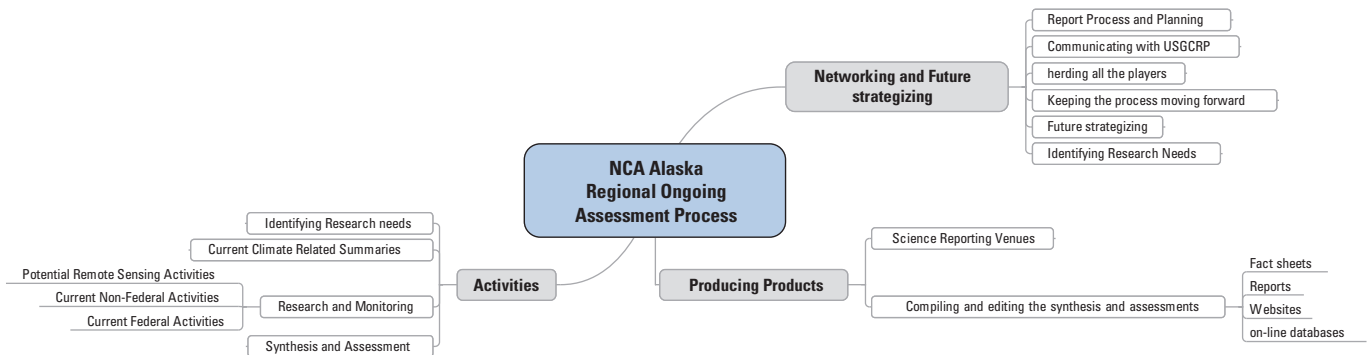 NCA Alaska
Regional Ongoing
Assessment Process
Networking and Future
strategizing
Report Process and Planning
Communicating with USGCRP
herding all the players
Keeping the process moving forward
Future strategizing
Identifying Research Needs
Producing Products
Science Reporting Venues
Compiling and editing the synthesis and assessments
Fact sheets
Reports
Websites
on-line databases
Activities
Identifying Research needs
Current Climate Related Summaries
Research and Monitoring
Potential Remote Sensing Activities
Current Non-Federal Activities
Current Federal Activities
Synthesis and Assessment